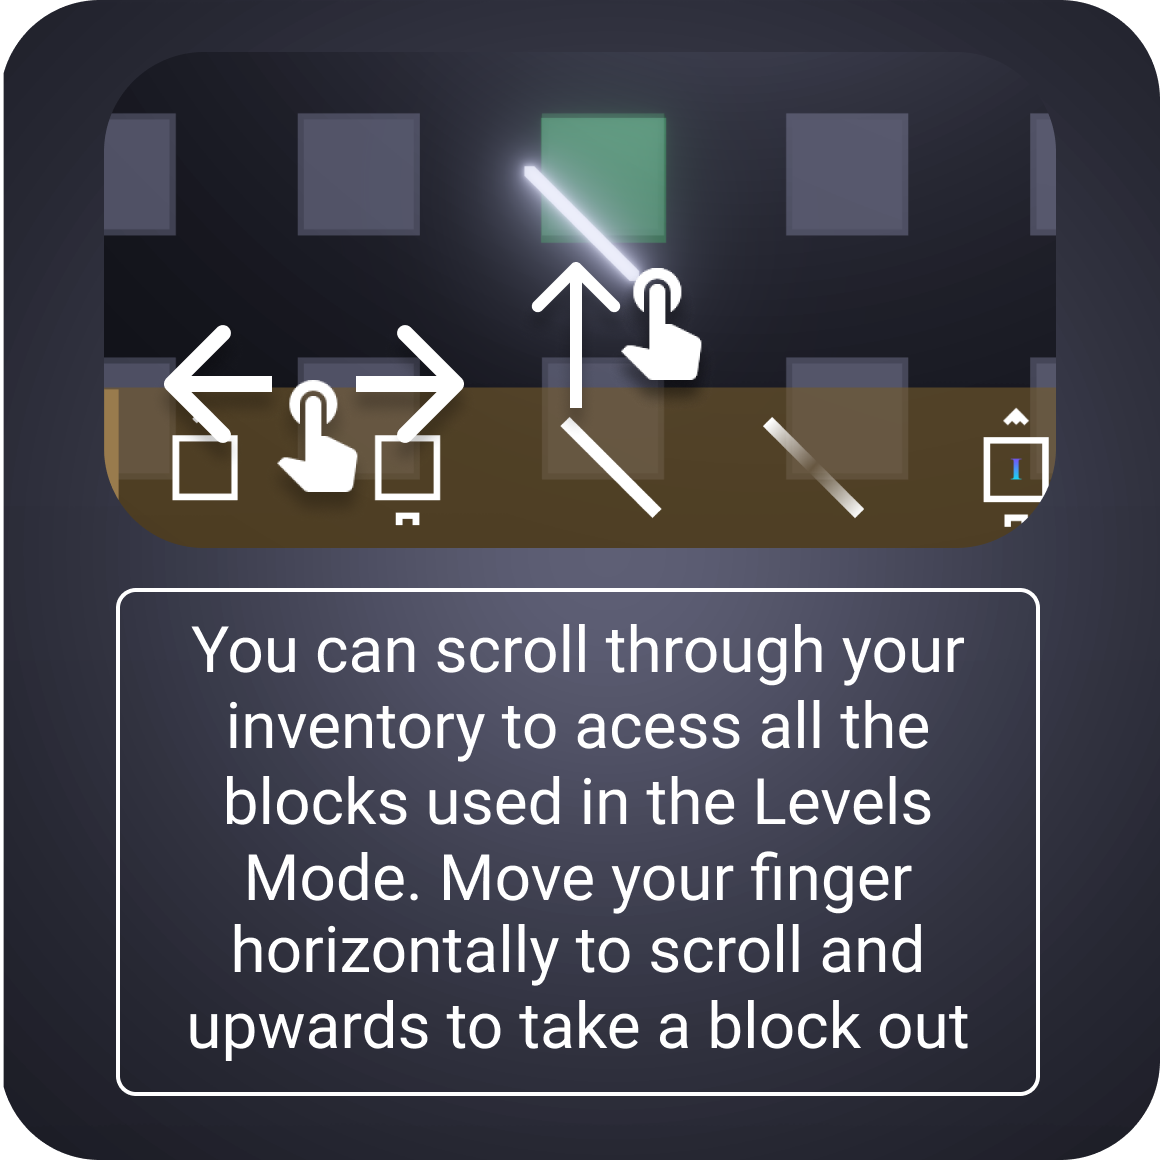 I
You can scroll through your
inventory to acess all the
blocks used in the Levels
Mode. Move your finger
horizontally to scroll and
upwards to take a block out